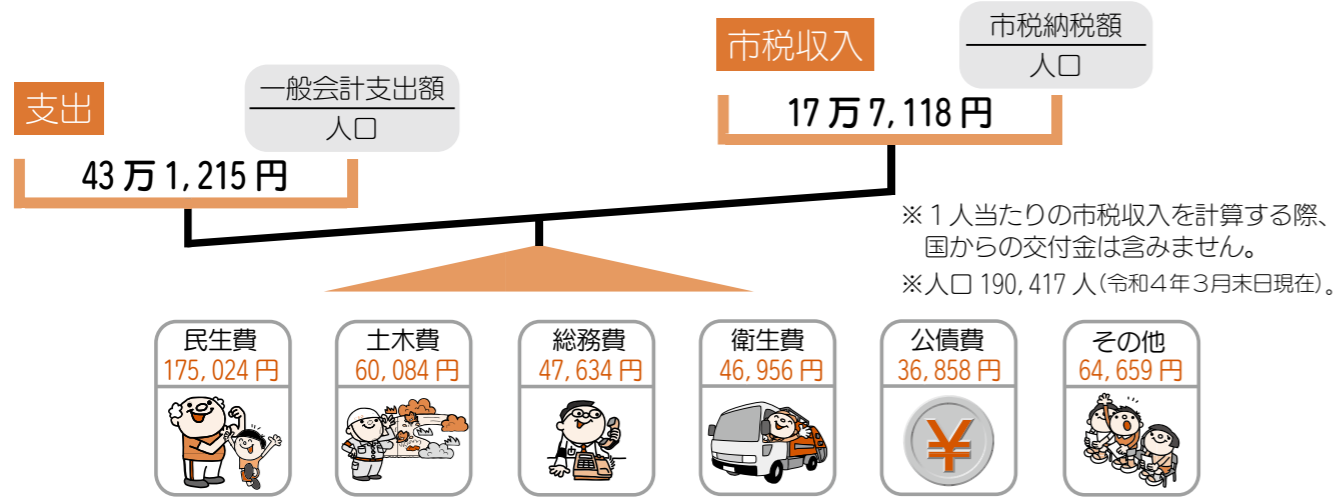 支出
一般会計支出額
人口
43万1,215円
市税収入
市税納税額
人口
17万7,118円
※1人当たりの市税収入を計算する際、
国からの交付金は含みません。
※人口190,417人(令和4年3月末日現在)。
民生費
175,024円
土木費
60,084円
総務費
47,634円
衛生費
46,956円
公債費
36,858円
¥
その他
64,659円